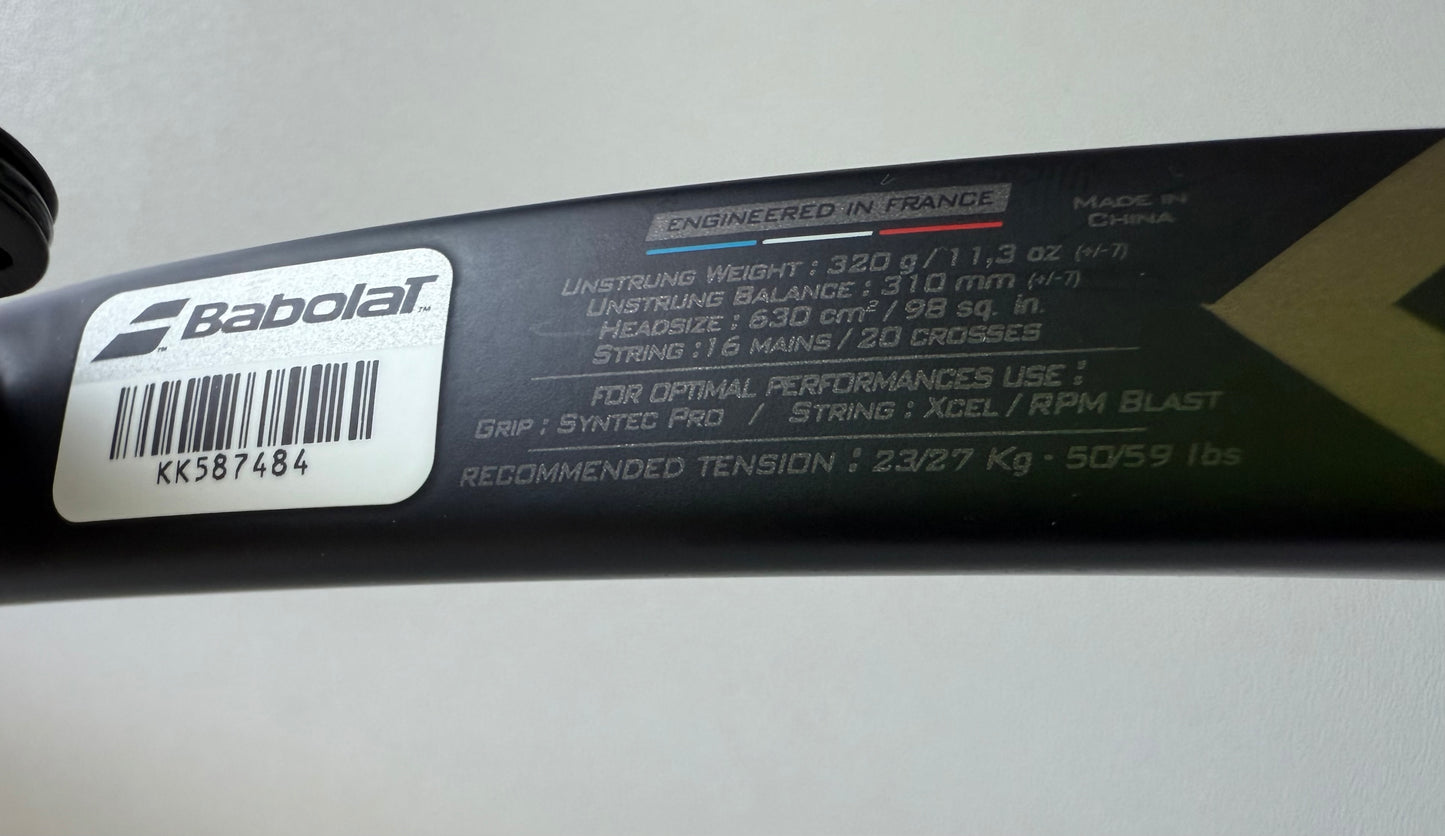 Babolat™
™
KK587484
ENGINEERED IN FRANCE
MADE IN
CHINA
UNSTRUNG WEIGHT : 320 g / 11,3 oz (+/-7)
UNSTRUNG BALANCE : 310 mm (+/-7)
HEADSIZE : 630 cm² / 98 sq. in.
STRING : 16 MAINS / 20 CROSSES
FOR OPTIMAL PERFORMANCES USE :
GRIP : SYNTEC PRO / STRING : XCEL / RPM BLAST
RECOMMENDED TENSION : 23/27 Kg · 50/59 lbs